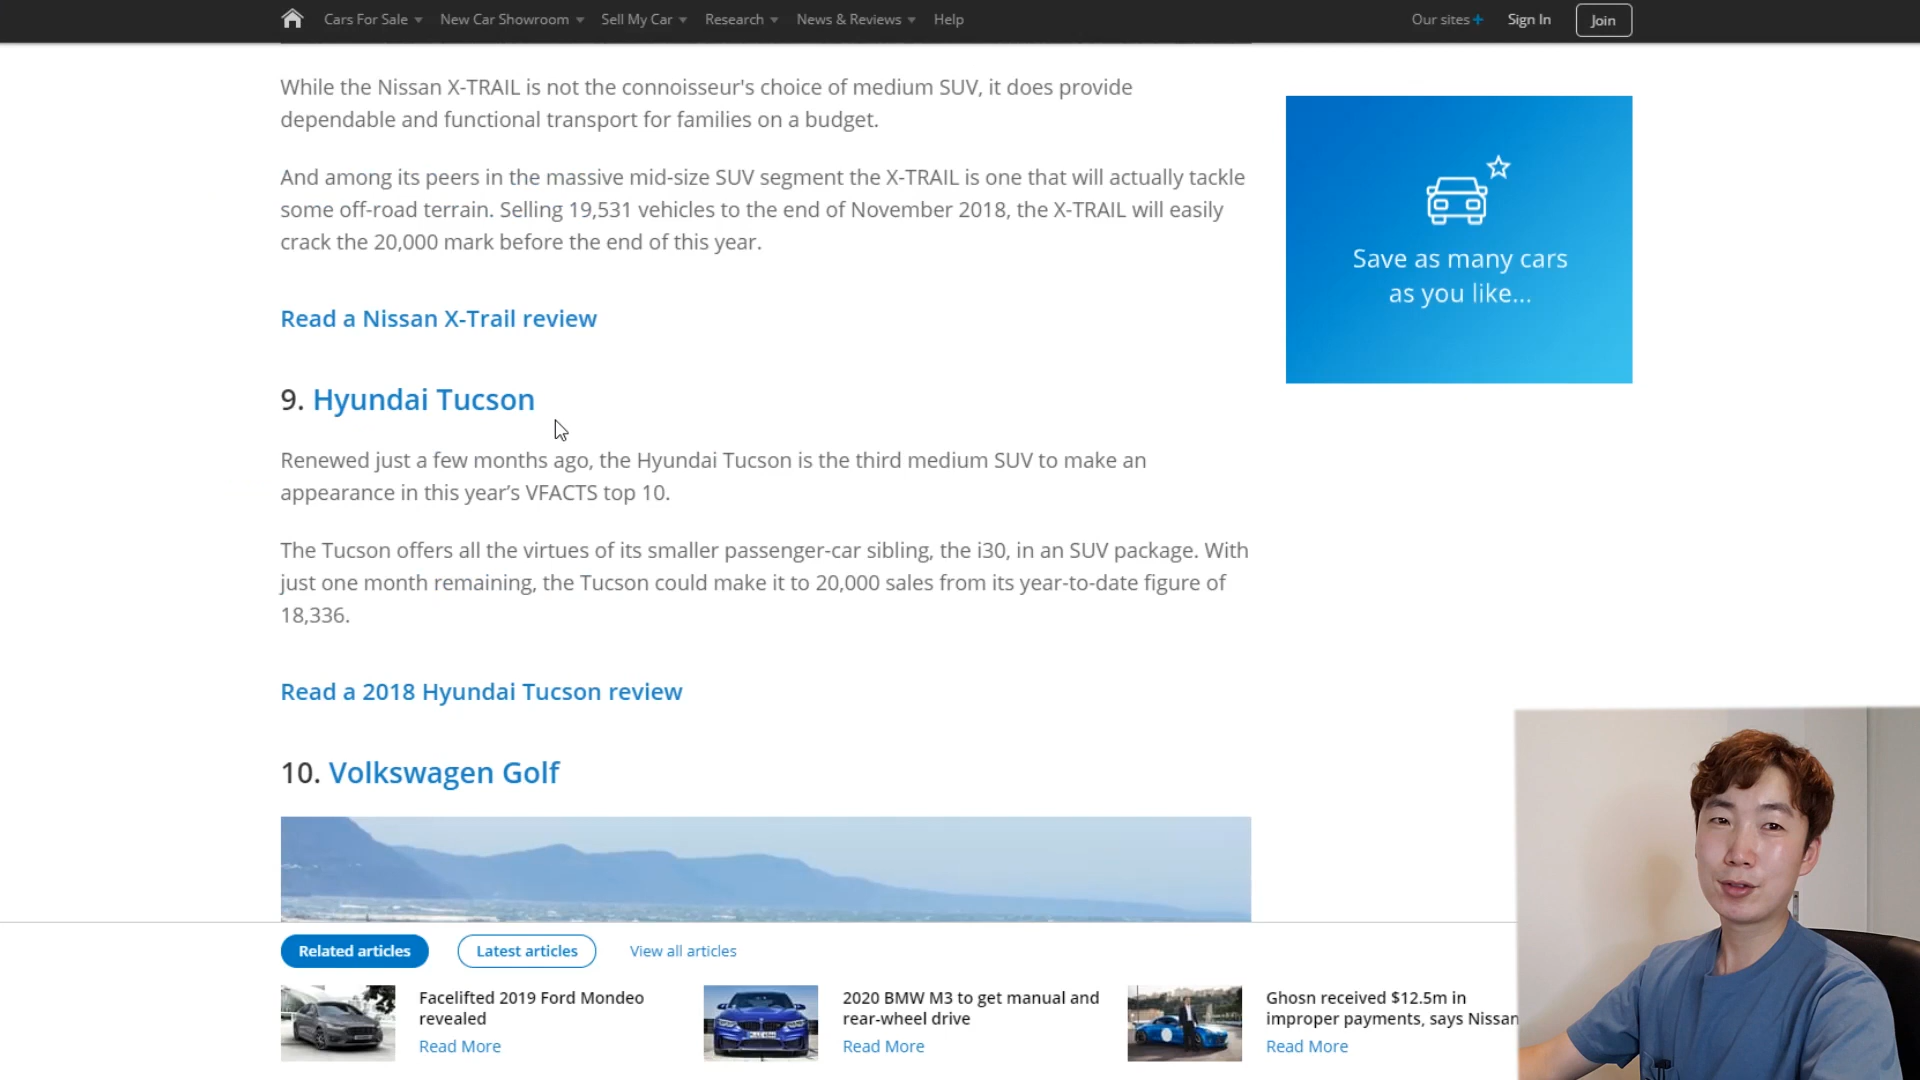 Cars For Sale
New Car Showroom
Sell My Car
Research
News & Reviews
Help
Our sites+
Sign In
Join
While the Nissan X-TRAIL is not the connoisseur's choice of medium SUV, it does provide
dependable and functional transport for families on a budget.
And among its peers in the massive mid-size SUV segment the X-TRAIL is one that will actually tackle
some off-road terrain. Selling 19,531 vehicles to the end of November 2018, the X-TRAIL will easily
crack the 20,000 mark before the end of this year.
Save as many cars
as you like...
Read a Nissan X-Trail review
9. Hyundai Tucson
Renewed just a few months ago, the Hyundai Tucson is the third medium SUV to make an
appearance in this year’s VFACTS top 10.
The Tucson offers all the virtues of its smaller passenger-car sibling, the i30, in an SUV package. With
just one month remaining, the Tucson could make it to 20,000 sales from its year-to-date figure of
18,336.
Read a 2018 Hyundai Tucson review
10. Volkswagen Golf
Related articles
Latest articles
View all articles
Facelifted 2019 Ford Mondeo
revealed
Read More
2020 BMW M3 to get manual and
rear-wheel drive
Read More
Ghosn received $12.5m in
improper payments, says Nissan
Read More